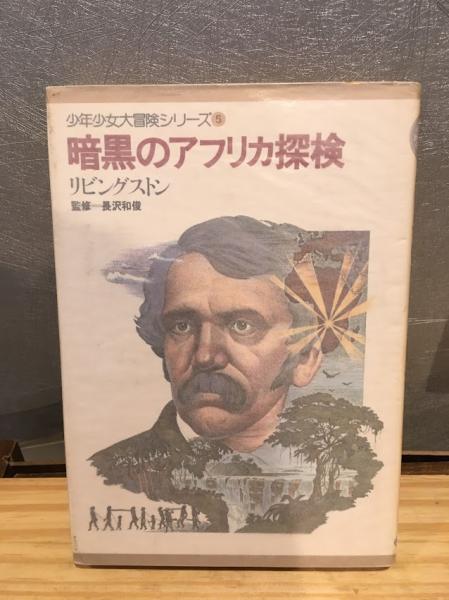 少年少女大冒険シリーズ⑤
暗黒のアフリカ探検
リビングストン
監修―長沢和俊